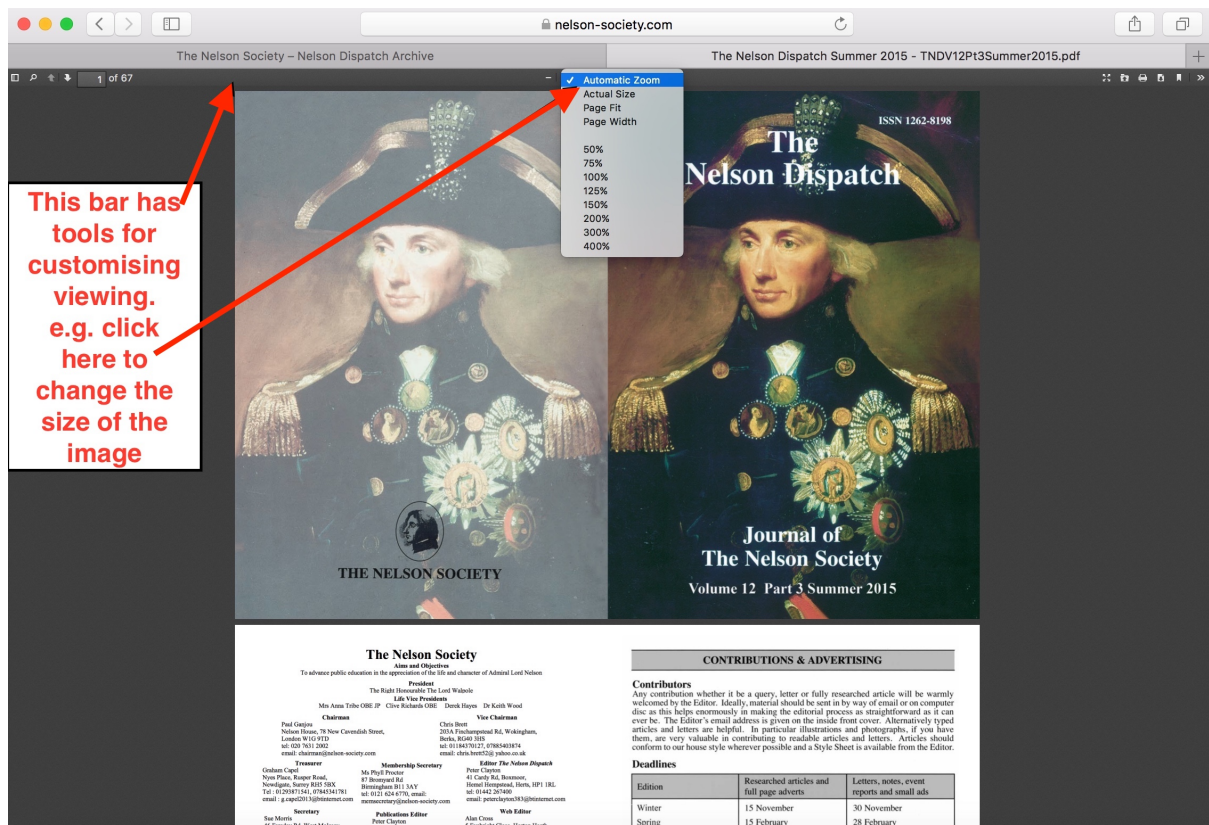 nelson-society.com
The Nelson Society – Nelson Dispatch Archive
The Nelson Dispatch Summer 2015 - TNDV12Pt3Summer2015.pdf
1 of 67
✓ Automatic Zoom
Actual Size
Page Fit
Page Width
50%
75%
100%
125%
150%
200%
300%
400%
This bar has
tools for
customising
viewing.
e.g. click
here to
change the
size of the
image
THE NELSON SOCIETY
ISSN 1262-8198
The
Nelson Dispatch
Journal of
The Nelson Society
Volume 12 Part 3 Summer 2015
The Nelson Society
Aims and Objectives
To advance public education in the appreciation of the life and character of Admiral Lord Nelson
President
The Right Honourable The Lord Walpole
Life Vice Presidents
Mrs Anna Tribe OBE JP Clive Richards OBE Derek Hayes Dr Keith Wood
Chairman
Paul Ganjou
Nelson House, 78 New Cavendish Street,
London W1G 9TD
tel: 020 7631 2002
email: chairman@nelson-society.com
Vice Chairman
Chris Brett
203A Finchampstead Rd, Wokingham,
Berks, RG40 3HS
tel: 01184370127, 07885403874
email: chris.brett52@ yahoo.co.uk
Treasurer
Graham Capel
Nyes Place, Rusper Road,
Newdigate, Surrey RH5 5BX
Tel : 01293871541, 07845341781
email : g.capel2013@btinternet.com
Membership Secretary
Ms Phyll Proctor
87 Bromyard Rd
Birmingham B11 3AY
tel: 0121 624 6770, email:
memsecretary@nelson-society.com
Editor The Nelson Dispatch
Peter Clayton
41 Cardy Rd, Boxmoor,
Hemel Hempstead, Herts, HP1 1RL
tel: 01442 267400
email: peterclayton383@btinternet.com
Secretary
Sue Morris
Publications Editor
Peter Clayton
Web Editor
Alan Cross
CONTRIBUTIONS & ADVERTISING
Contributors
Any contribution whether it be a query, letter or fully researched article will be warmly
welcomed by the Editor. Ideally, material should be sent in by way of email or on computer
disc as this helps enormously in making the editorial process as straightforward as it can
ever be. The Editor's email address is given on the inside front cover. Alternatively typed
articles and letters are helpful. In particular illustrations and photographs, if you have
them, are very valuable in contributing to readable articles and letters. Articles should
conform to our house style wherever possible and a Style Sheet is available from the Editor.
Deadlines
Edition
Researched articles and
full page adverts
Letters, notes, event
reports and small ads
Winter 15 November 30 November
Spring 15 February 28 February